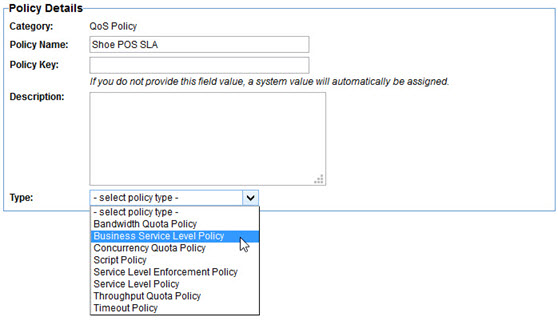 Policy Details
Category: QoS Policy
Policy Name: Shoe POS SLA
Policy Key:
If you do not provide this field value, a system value will automatically be assigned.
Description:
Type: - select policy type -
- select policy type -
Bandwidth Quota Policy
Business Service Level Policy
Concurrency Quota Policy
Script Policy
Service Level Enforcement Policy
Service Level Policy
Throughput Quota Policy
Timeout Policy